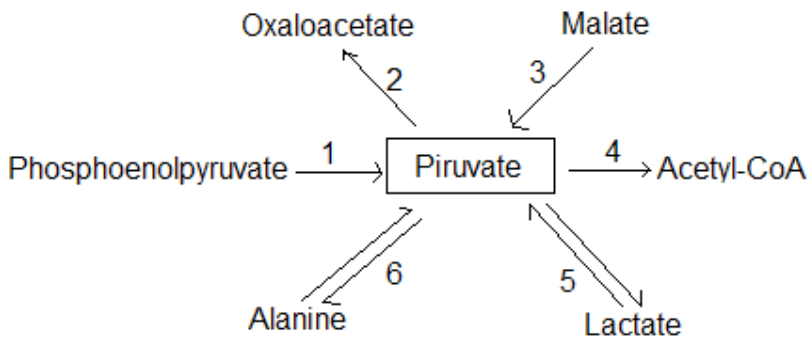 Oxaloacetate
Malate
2
3
Phosphoenolpyruvate
1
Piruvate
4
Acetyl-CoA
6
5
Alanine
Lactate